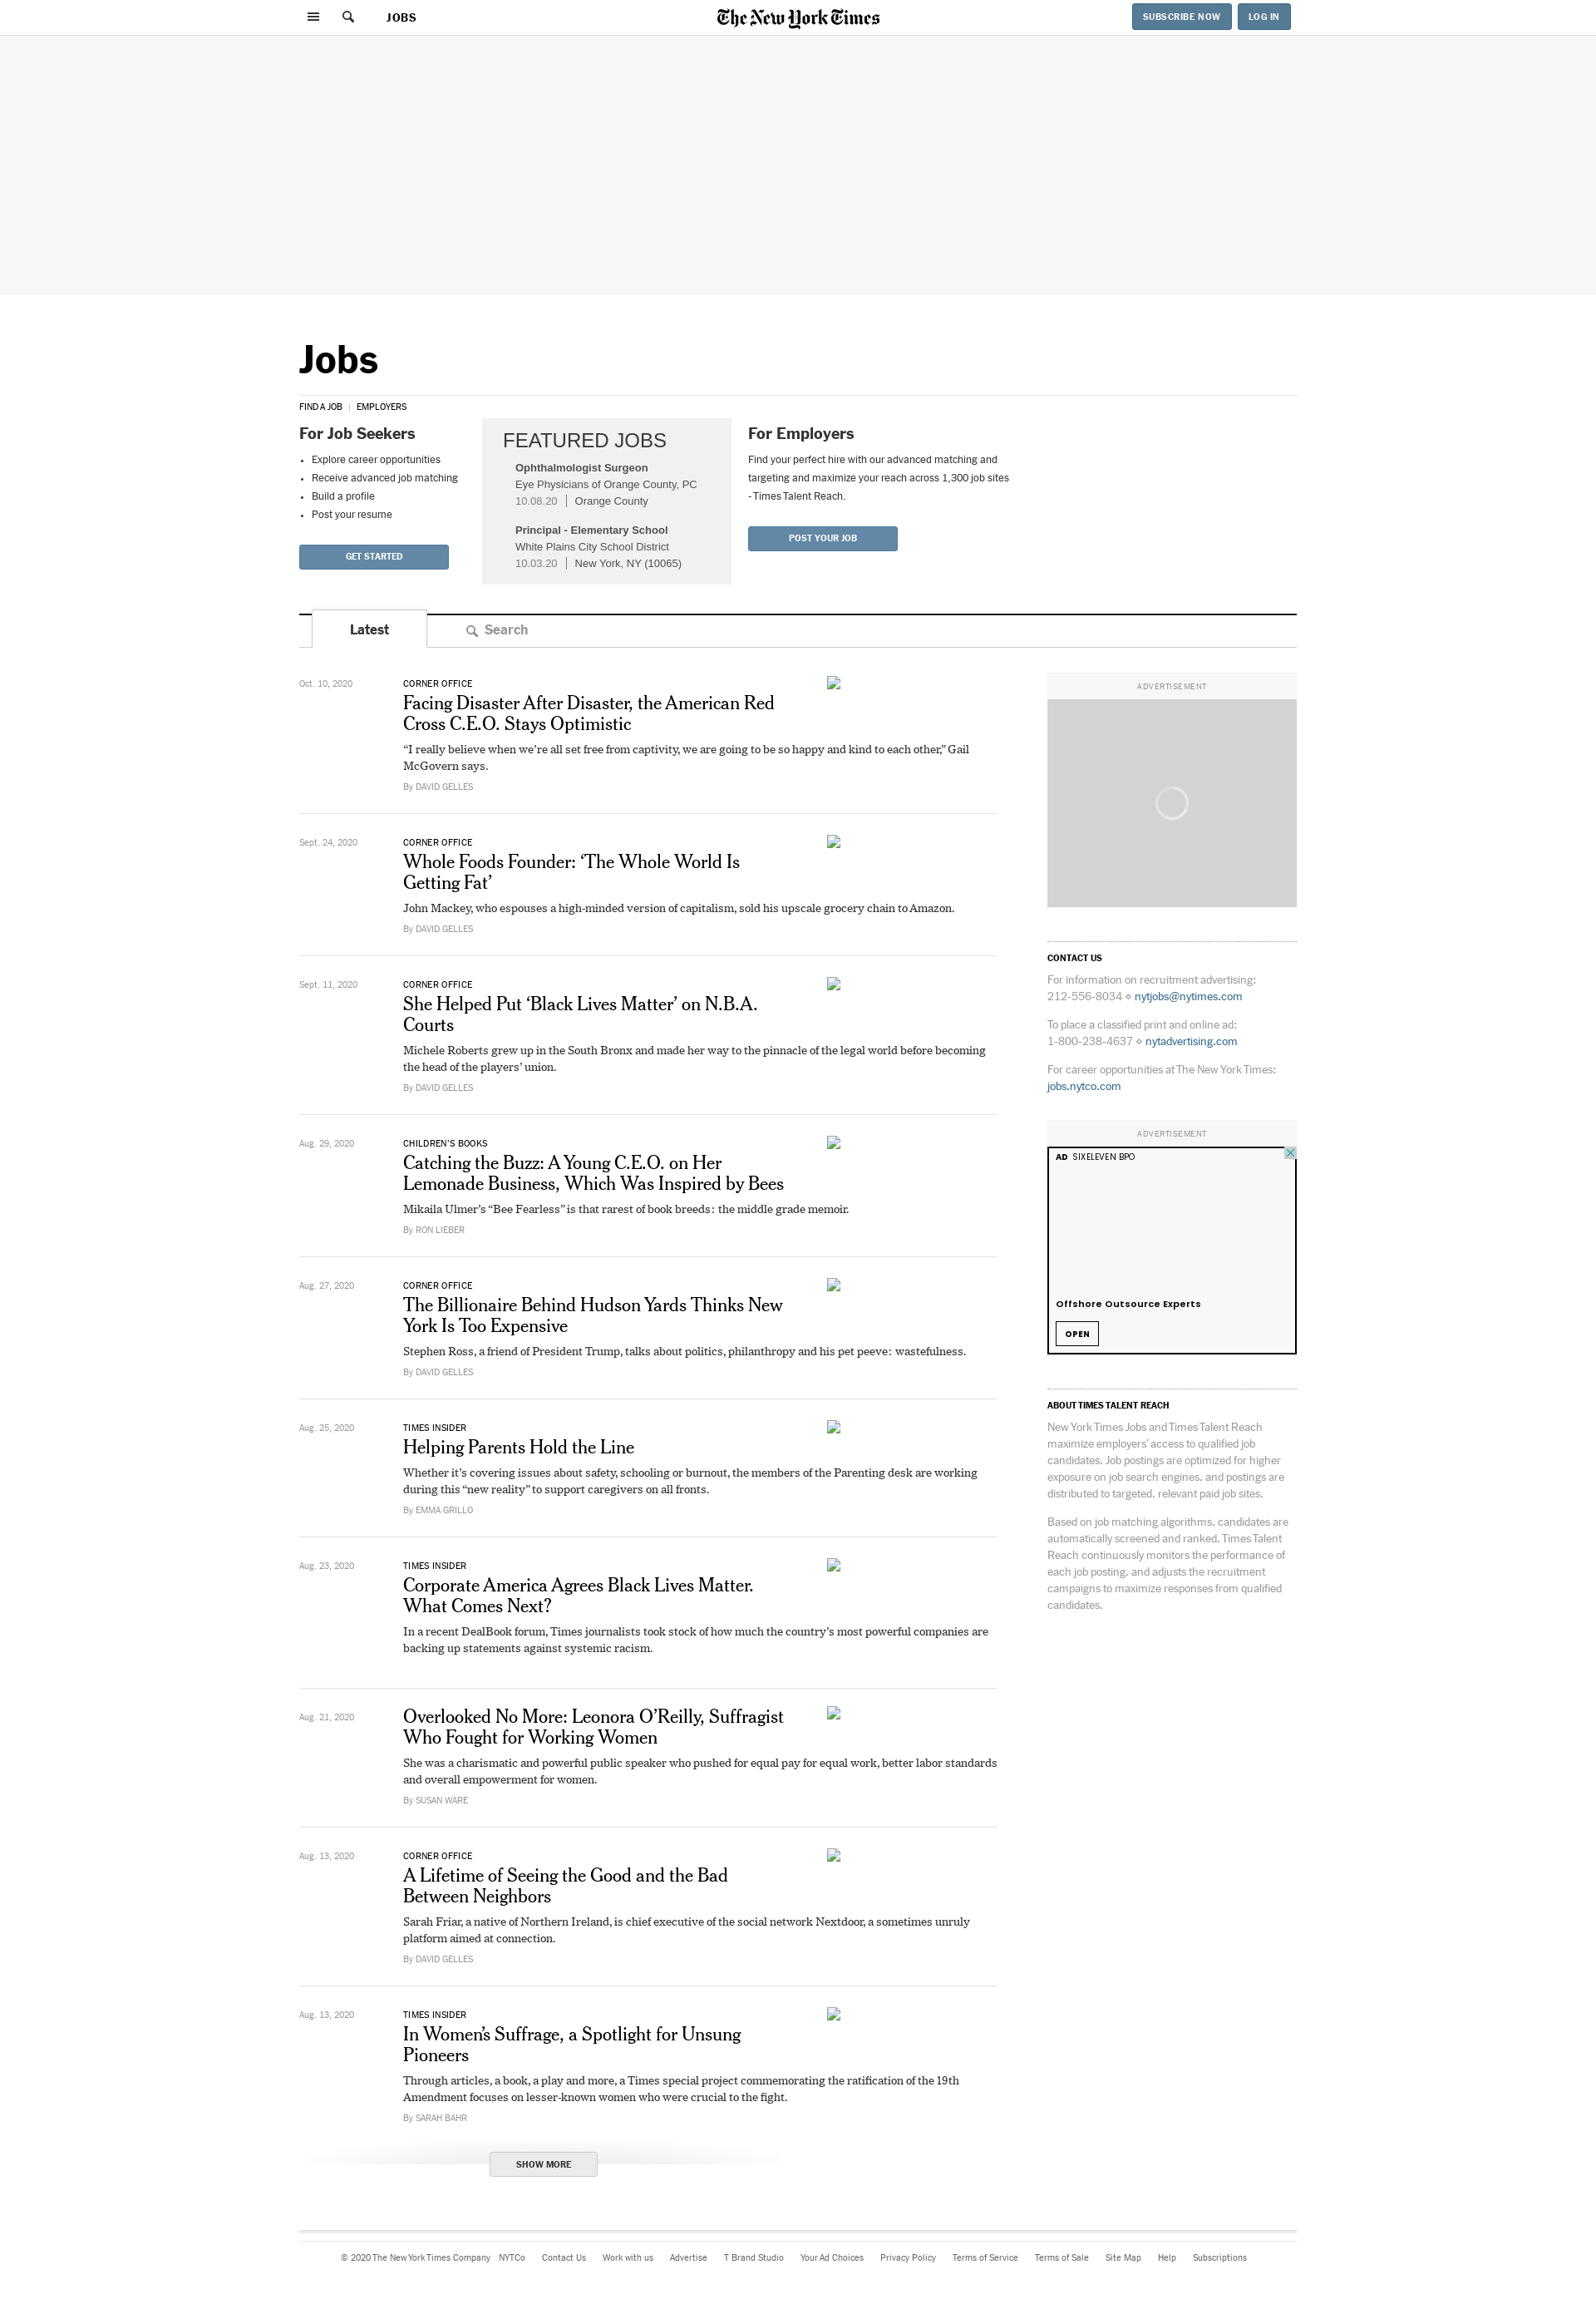 JOBS
The New York Times
SUBSCRIBE NOW
LOG IN
Jobs
FIND A JOB | EMPLOYERS
For Job Seekers
• Explore career opportunities
• Receive advanced job matching
• Build a profile
• Post your resume
GET STARTED
FEATURED JOBS
Ophthalmologist Surgeon
Eye Physicians of Orange County, PC
10.08.20 | Orange County
Principal - Elementary School
White Plains City School District
10.03.20 | New York, NY (10065)
For Employers
Find your perfect hire with our advanced matching and
targeting and maximize your reach across 1,300 job sites
- Times Talent Reach.
POST YOUR JOB
Latest
Search
Oct. 10, 2020
CORNER OFFICE
Facing Disaster After Disaster, the American Red
Cross C.E.O. Stays Optimistic
“I really believe when we’re all set free from captivity, we are going to be so happy and kind to each other,” Gail
McGovern says.
By DAVID GELLES
Sept. 24, 2020
CORNER OFFICE
Whole Foods Founder: ‘The Whole World Is
Getting Fat’
John Mackey, who espouses a high-minded version of capitalism, sold his upscale grocery chain to Amazon.
By DAVID GELLES
Sept. 11, 2020
CORNER OFFICE
She Helped Put ‘Black Lives Matter’ on N.B.A.
Courts
Michele Roberts grew up in the South Bronx and made her way to the pinnacle of the legal world before becoming
the head of the players’ union.
By DAVID GELLES
Aug. 29, 2020
CHILDREN’S BOOKS
Catching the Buzz: A Young C.E.O. on Her
Lemonade Business, Which Was Inspired by Bees
Mikaila Ulmer’s “Bee Fearless” is that rarest of book breeds: the middle grade memoir.
By RON LIEBER
Aug. 27, 2020
CORNER OFFICE
The Billionaire Behind Hudson Yards Thinks New
York Is Too Expensive
Stephen Ross, a friend of President Trump, talks about politics, philanthropy and his pet peeve: wastefulness.
By DAVID GELLES
Aug. 25, 2020
TIMES INSIDER
Helping Parents Hold the Line
Whether it’s covering issues about safety, schooling or burnout, the members of the Parenting desk are working
during this “new reality” to support caregivers on all fronts.
By EMMA GRILLO
Aug. 23, 2020
TIMES INSIDER
Corporate America Agrees Black Lives Matter.
What Comes Next?
In a recent DealBook forum, Times journalists took stock of how much the country’s most powerful companies are
backing up statements against systemic racism.
Aug. 21, 2020
Overlooked No More: Leonora O’Reilly, Suffragist
Who Fought for Working Women
She was a charismatic and powerful public speaker who pushed for equal pay for equal work, better labor standards
and overall empowerment for women.
By SUSAN WARE
Aug. 13, 2020
CORNER OFFICE
A Lifetime of Seeing the Good and the Bad
Between Neighbors
Sarah Friar, a native of Northern Ireland, is chief executive of the social network Nextdoor, a sometimes unruly
platform aimed at connection.
By DAVID GELLES
Aug. 13, 2020
TIMES INSIDER
In Women’s Suffrage, a Spotlight for Unsung
Pioneers
Through articles, a book, a play and more, a Times special project commemorating the ratification of the 19th
Amendment focuses on lesser-known women who were crucial to the fight.
By SARAH BAHR
SHOW MORE
ADVERTISEMENT
CONTACT US
For information on recruitment advertising:
212-556-8034 ⋄ nytjobs@nytimes.com
To place a classified print and online ad:
1-800-238-4637 ⋄ nytadvertising.com
For career opportunities at The New York Times:
jobs.nytco.com
ADVERTISEMENT
AD SIXELEVEN BPO
Offshore Outsource Experts
OPEN
ABOUT TIMES TALENT REACH
New York Times Jobs and Times Talent Reach
maximize employers’ access to qualified job
candidates. Job postings are optimized for higher
exposure on job search engines, and postings are
distributed to targeted, relevant paid job sites.
Based on job matching algorithms, candidates are
automatically screened and ranked. Times Talent
Reach continuously monitors the performance of
each job posting, and adjusts the recruitment
campaigns to maximize responses from qualified
candidates.
© 2020 The New York Times Company NYTCo Contact Us Work with us Advertise T Brand Studio Your Ad Choices Privacy Policy Terms of Service Terms of Sale Site Map Help Subscriptions